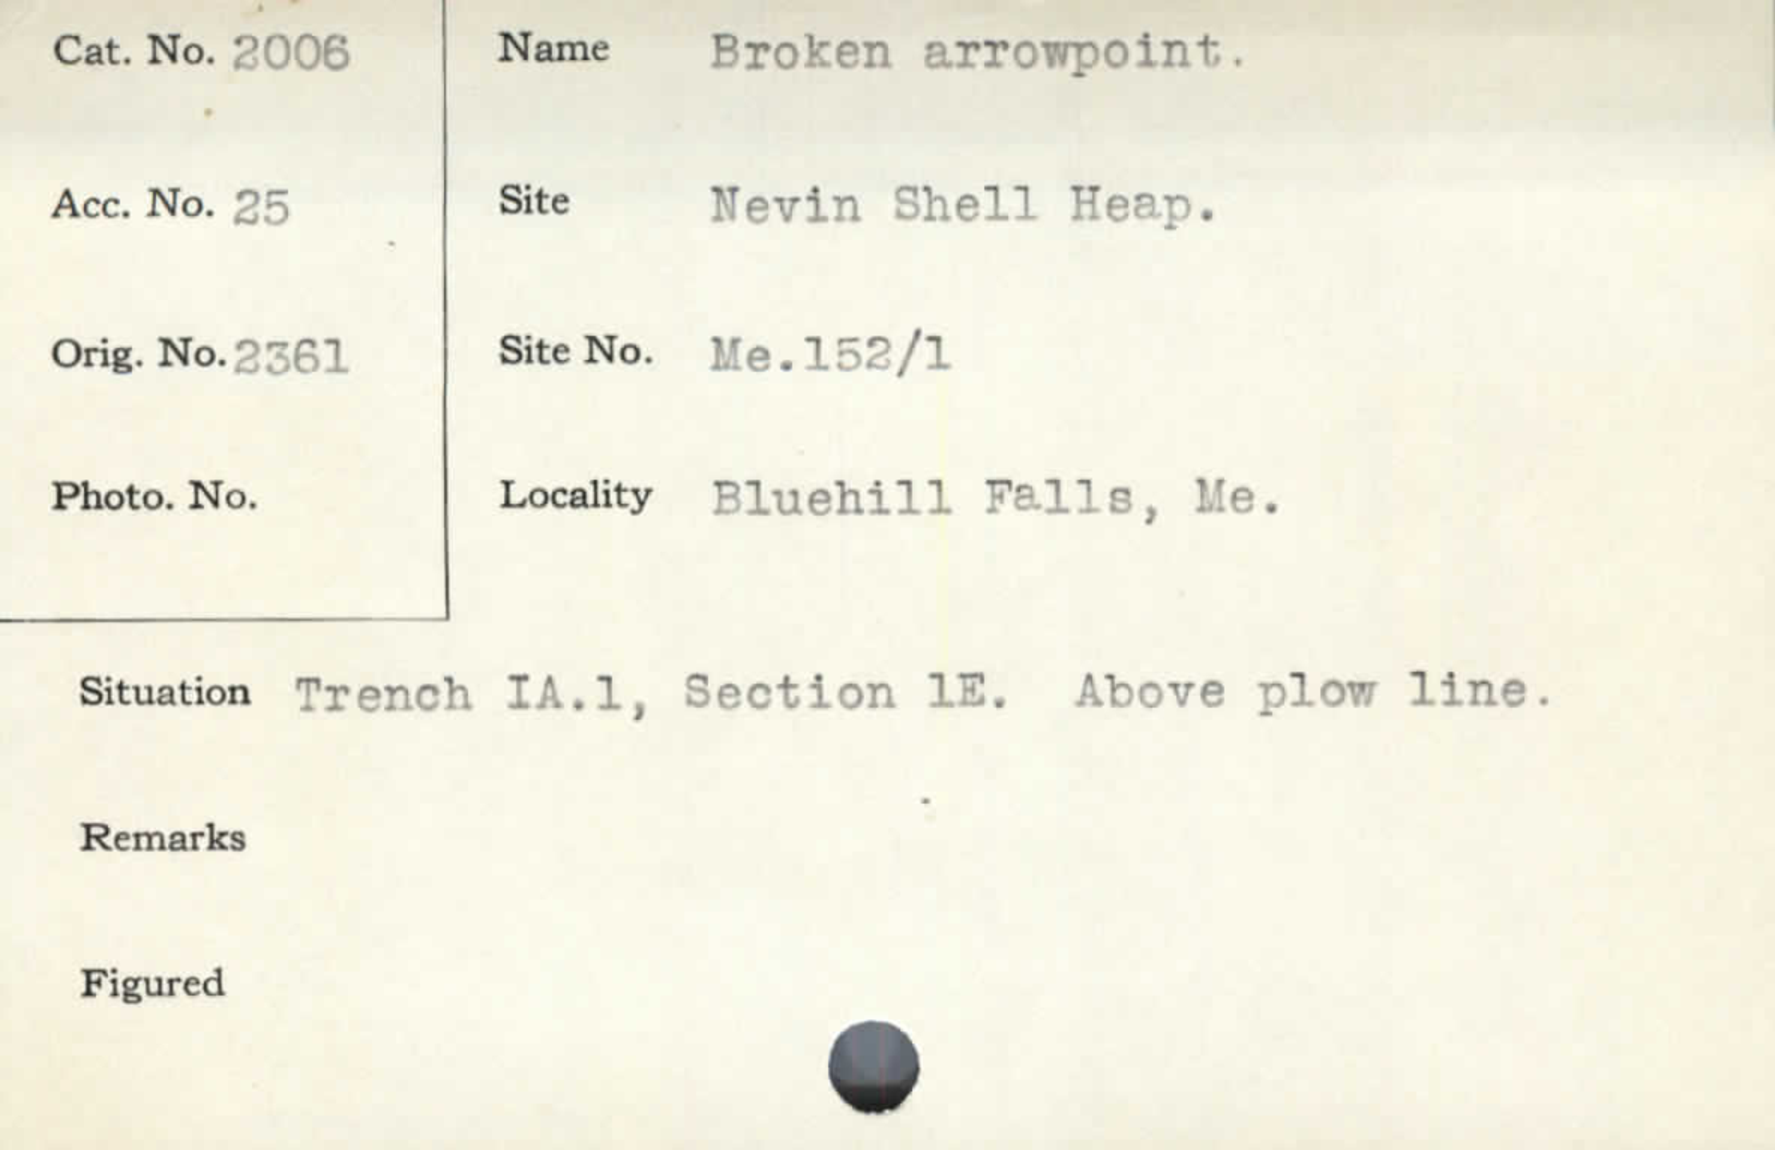 Cat. No. 2006 Name Broken arrowpoint.
Acc. No. 25 Site Nevin Shell Heap.
Orig. No. 2361 Site No. Me.152/1
Photo. No. Locality Bluehill Falls, Me.
Situation Trench IA.1, Section 1E. Above plow line.
Remarks
Figured